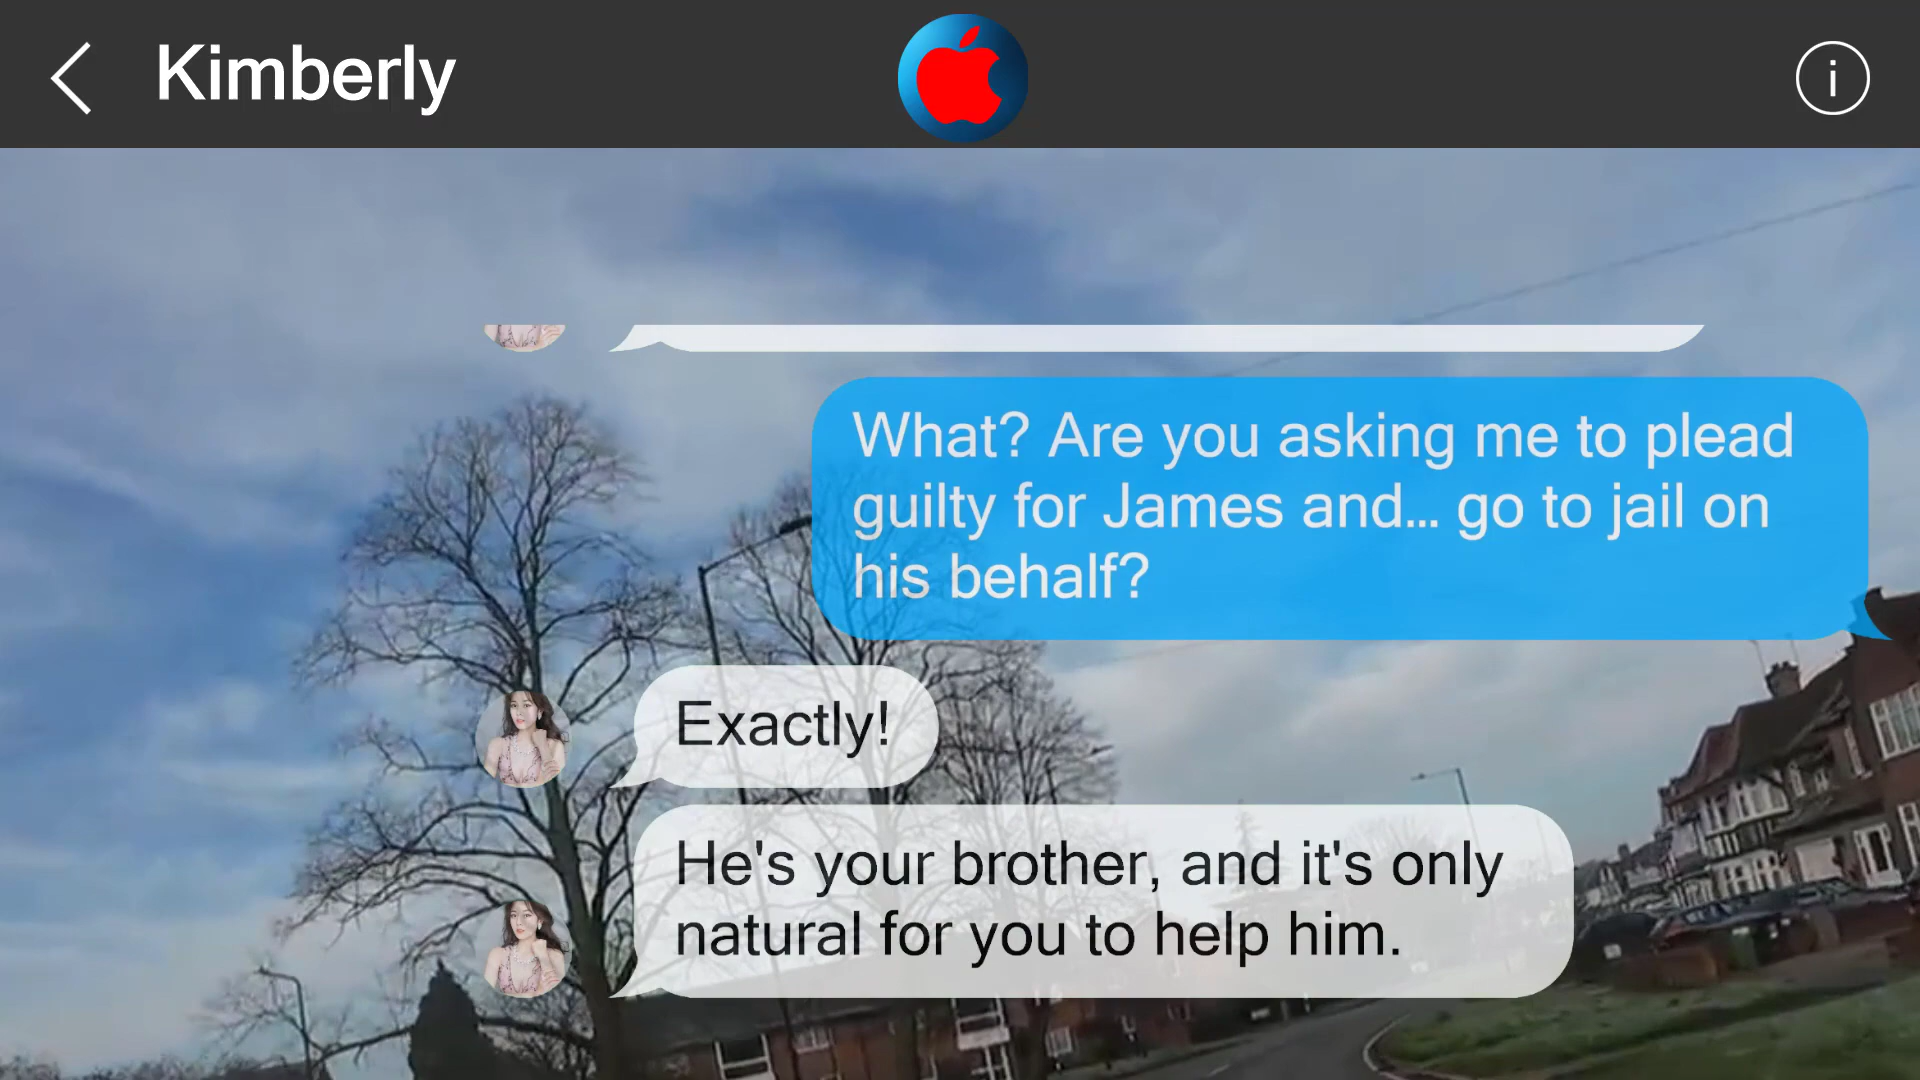 Kimberly
i
What? Are you asking me to plead
guilty for James and... go to jail on
his behalf?
Exactly!
He's your brother, and it's only
natural for you to help him.